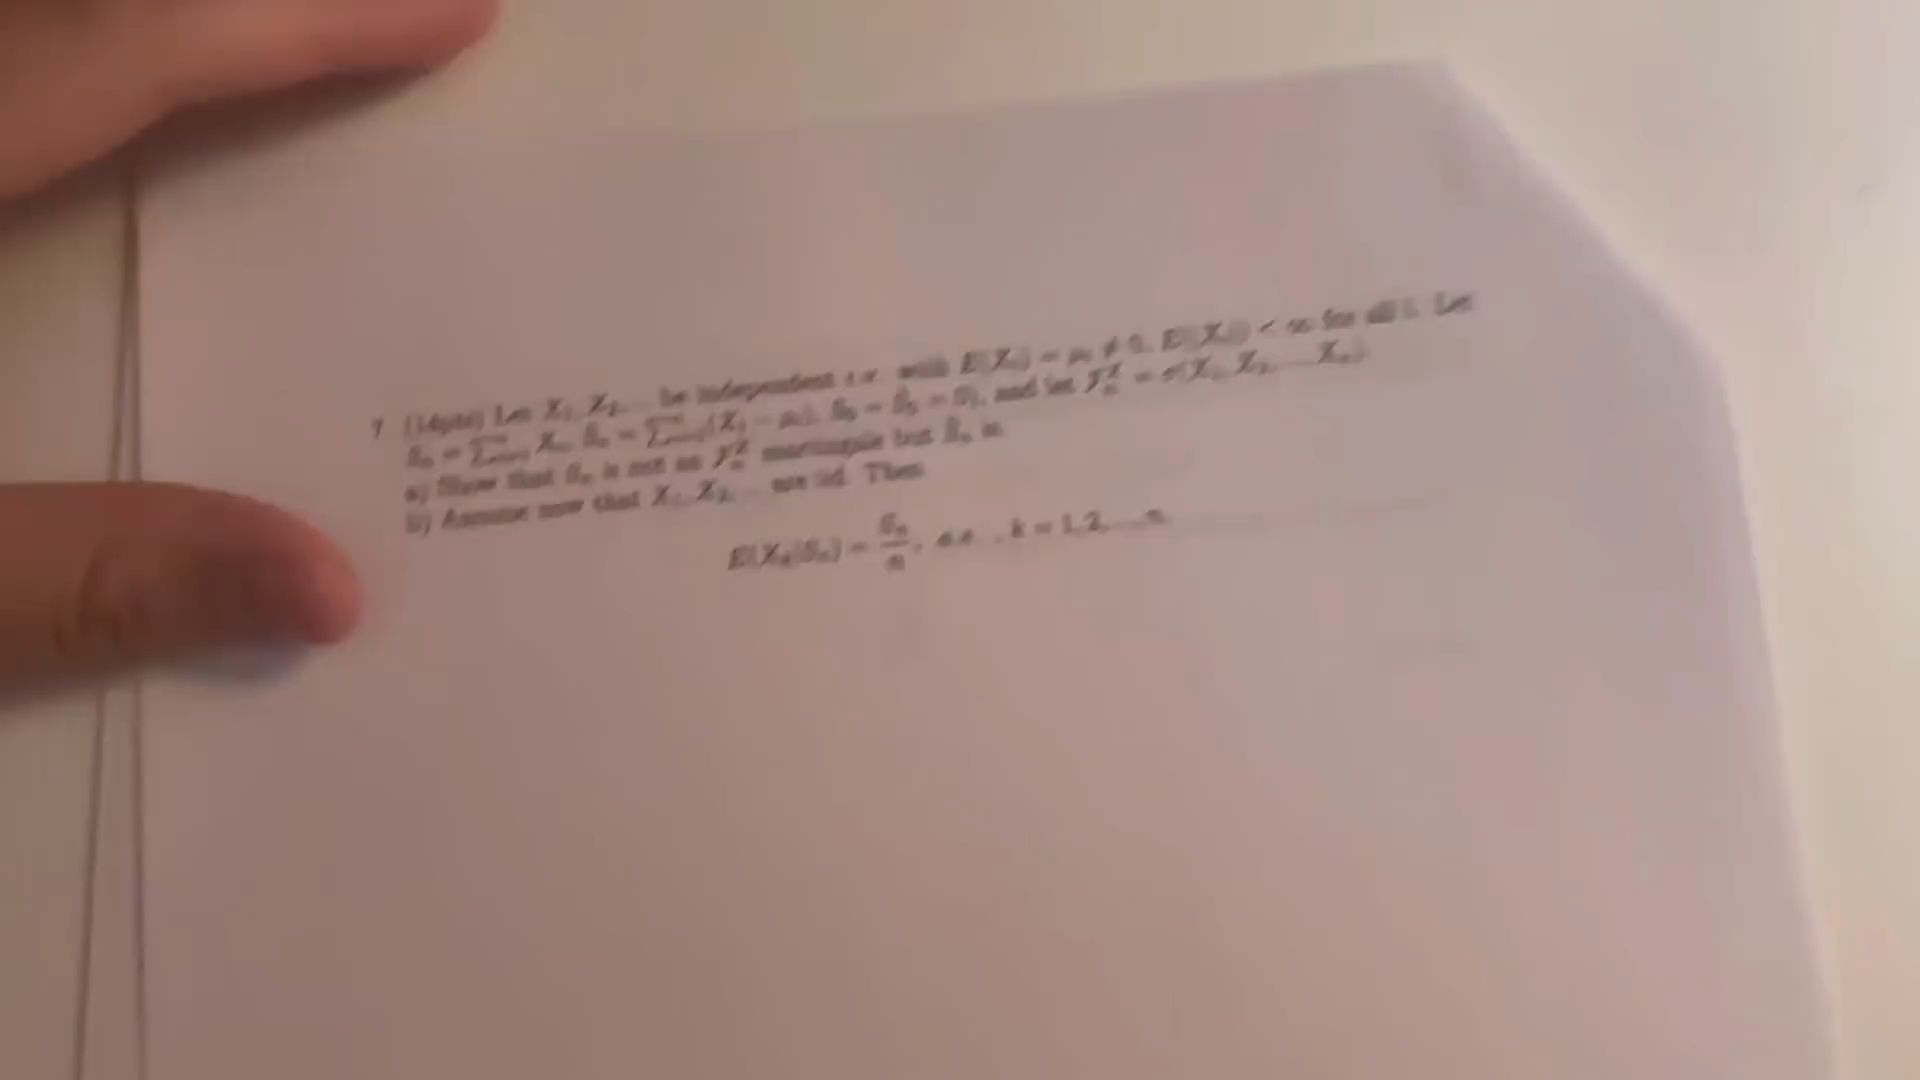 7 (14pts) Let X₁, X₂, ... be independent r.v. with E(Xᵢ) = μᵢ ≠ 0, E(|Xᵢ|) < ∞ for all i. Let
Sₙ = Σ Xᵢ, Ŝₙ = Σ (Xᵢ − μᵢ), S₀ = Ŝ₀ = 0), and let = σ(X₁, X₂, ..., Xₙ).
a) Show that Sₙ is not an martingale but Ŝₙ is.
b) Assume now that X₁, X₂, ... are iid. Then
E(Xₖ|Sₙ) = Sₙ/n, a.e., k = 1, 2, ..., n.